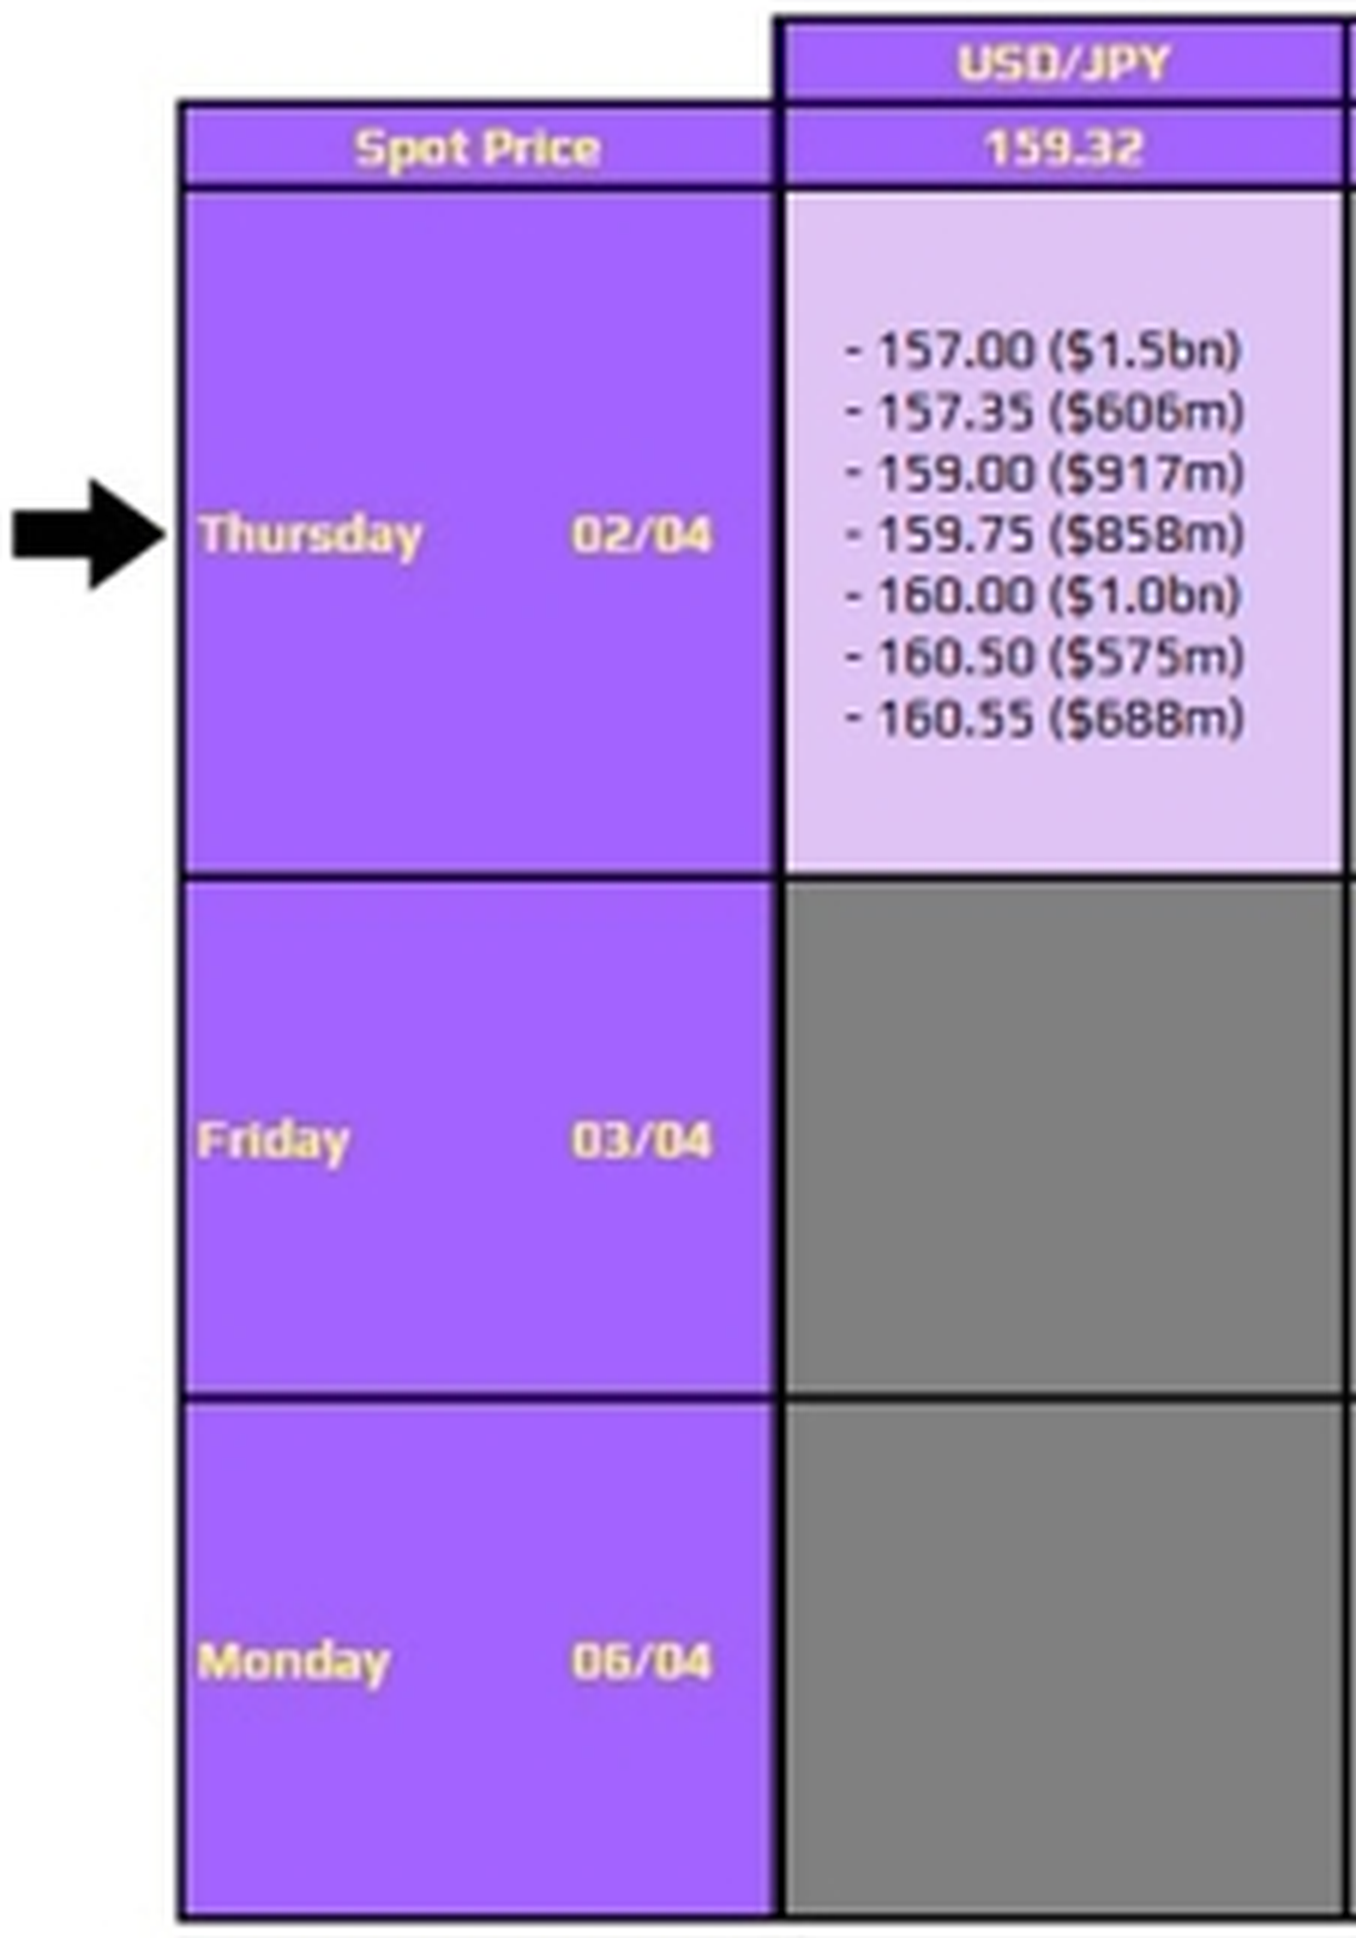 USD/JPY
Spot Price 159.32
- 157.00 ($1.5bn)
- 157.35 ($606m)
- 159.00 ($917m)
Thursday 02/04 - 159.75 ($858m)
- 160.00 ($1.0bn)
- 160.50 ($575m)
- 160.55 ($688m)
Friday 03/04
Monday 06/04